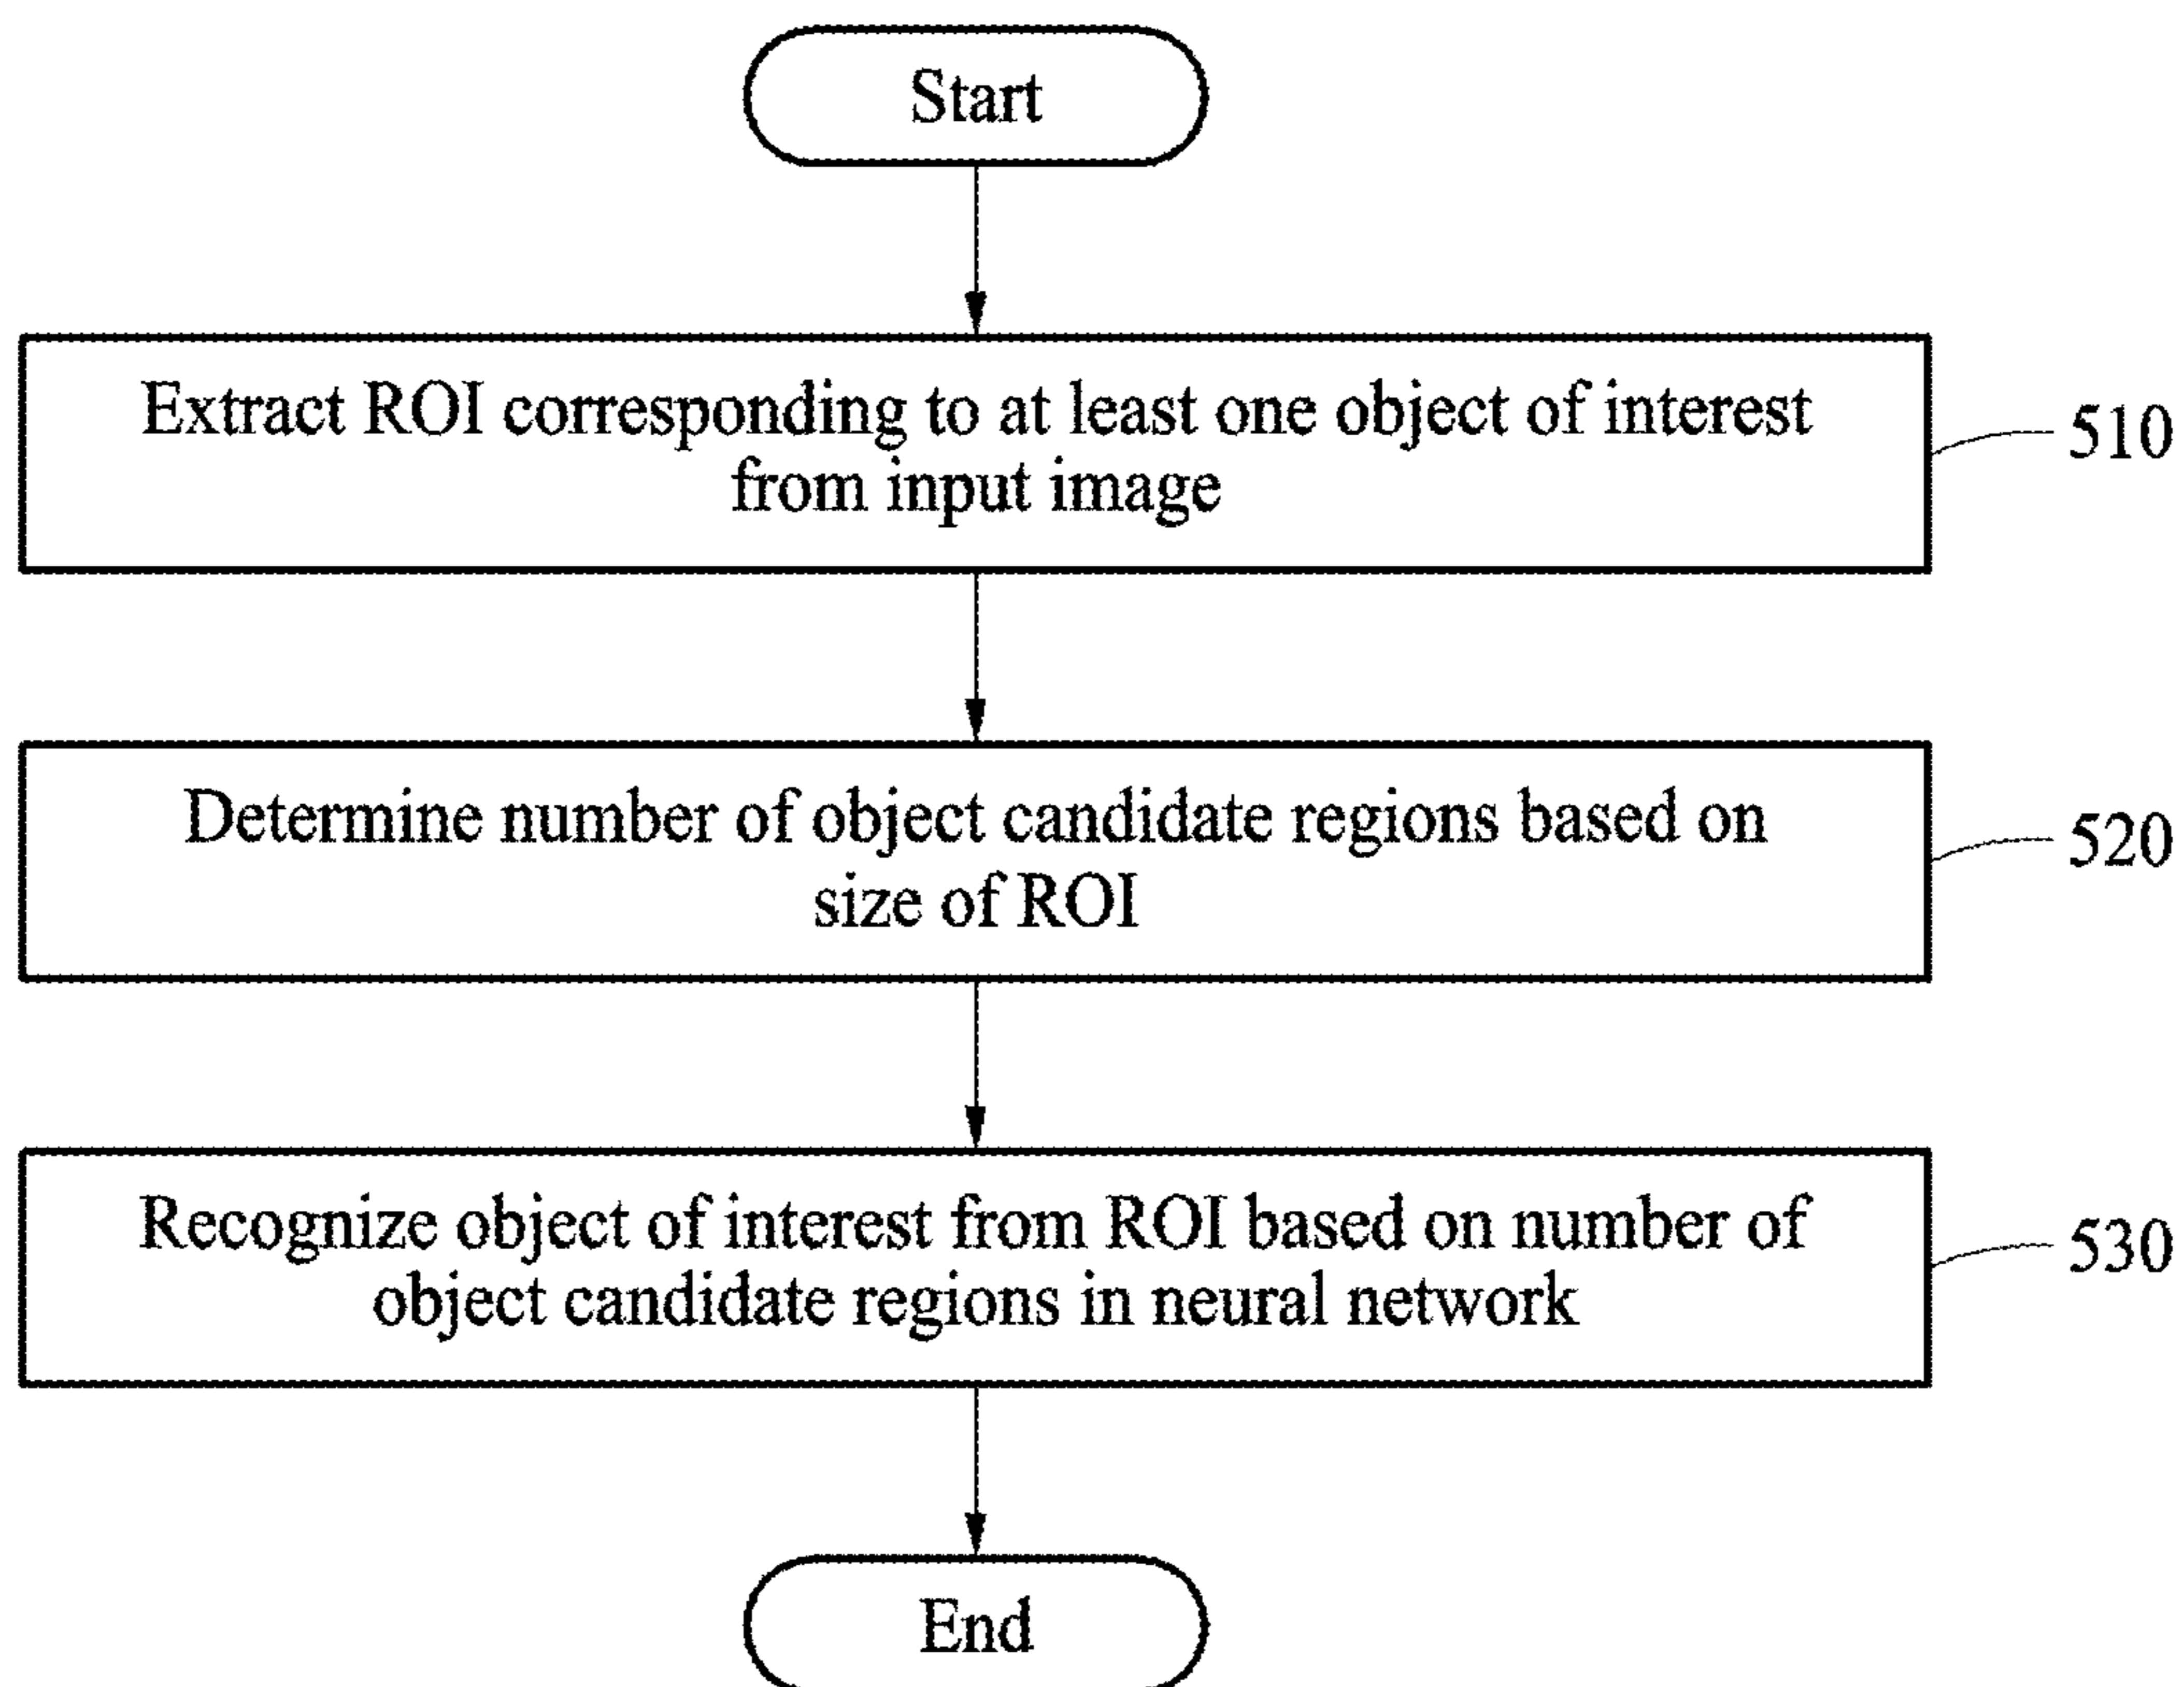 Start
Extract ROI corresponding to at least one object of interest
from input image
510
Determine number of object candidate regions based on
size of ROI
520
Recognize object of interest from ROI based on number of
object candidate regions in neural network
530
End